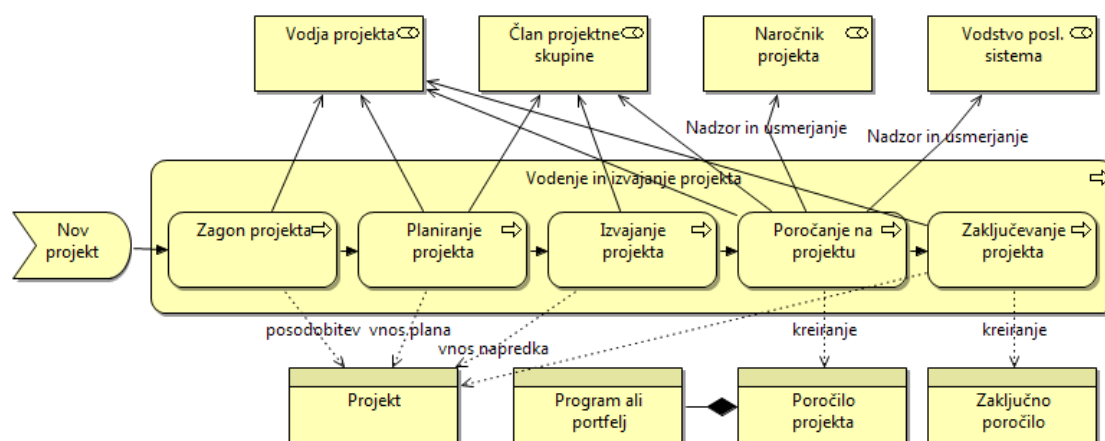 Vodja projekta
Član projektne
skupine
Naročnik
projekta
Vodstvo posl.
sistema
Nadzor in usmerjanje
Nadzor in usmerjanje
Vodenje in izvajanje projekta
Nov
projekt
Zagon projekta
Planiranje
projekta
Izvajanje
projekta
Poročanje na
projektu
Zaključevanje
projekta
posodobitev
vnos plana
vnos napredka
kreiranje
kreiranje
Projekt
Program ali
portfelj
Poročilo
projekta
Zaključno
poročilo